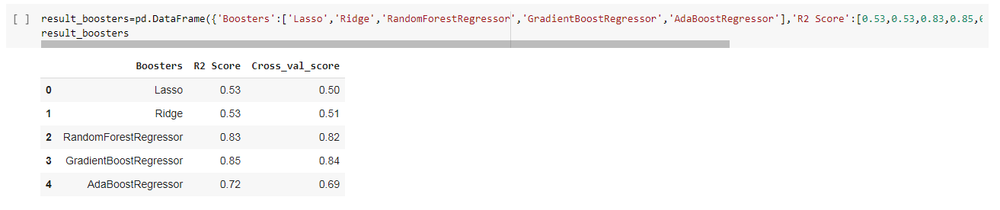 [ ] result_boosters=pd.DataFrame({'Boosters':['Lasso','Ridge','RandomForestRegressor','GradientBoostRegressor','AdaBoostRegressor'],'R2 Score':[0.53,0.53,0.83,0.85,
result_boosters
Boosters R2 Score Cross_val_score
0 Lasso 0.53 0.50
1 Ridge 0.53 0.51
2 RandomForestRegressor 0.83 0.82
3 GradientBoostRegressor 0.85 0.84
4 AdaBoostRegressor 0.72 0.69